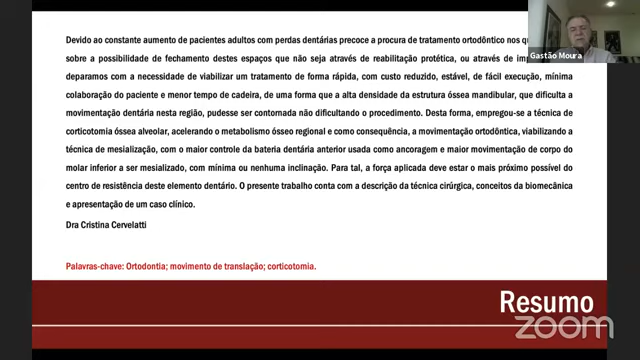 Devido ao constante aumento de pacientes adultos com perdas dentárias precoce a procura de tratamento ortodôntico nos qu
sobre a possibilidade de fechamento destes espaços que não seja através de reabilitação protética, ou através de imp
deparamos com a necessidade de viabilizar um tratamento de forma rápida, com custo reduzido, estável, de fácil execução, mínima
colaboração do paciente e menor tempo de cadeira, de uma forma que a alta densidade da estrutura óssea mandibular, que dificulta a
movimentação dentária nesta região, pudesse ser contornada não dificultando o procedimento. Desta forma, empregou-se a técnica de
corticotomia óssea alveolar, acelerando o metabolismo ósseo regional e como consequência, a movimentação ortodôntica, viabilizando a
técnica de mesialização, com o maior controle da bateria dentária anterior usada como ancoragem e maior movimentação de corpo do
molar inferior a ser mesializado, com mínima ou nenhuma inclinação. Para tal, a força aplicada deve estar o mais próximo possível do
centro de resistência deste elemento dentário. O presente trabalho conta com a descrição da técnica cirúrgica, conceitos da biomecânica
e apresentação de um caso clínico.
Dra Cristina Cervelatti
Palavras-chave: Ortodontia; movimento de translação; corticotomia.
Resumo
zoom
Gastão Moura